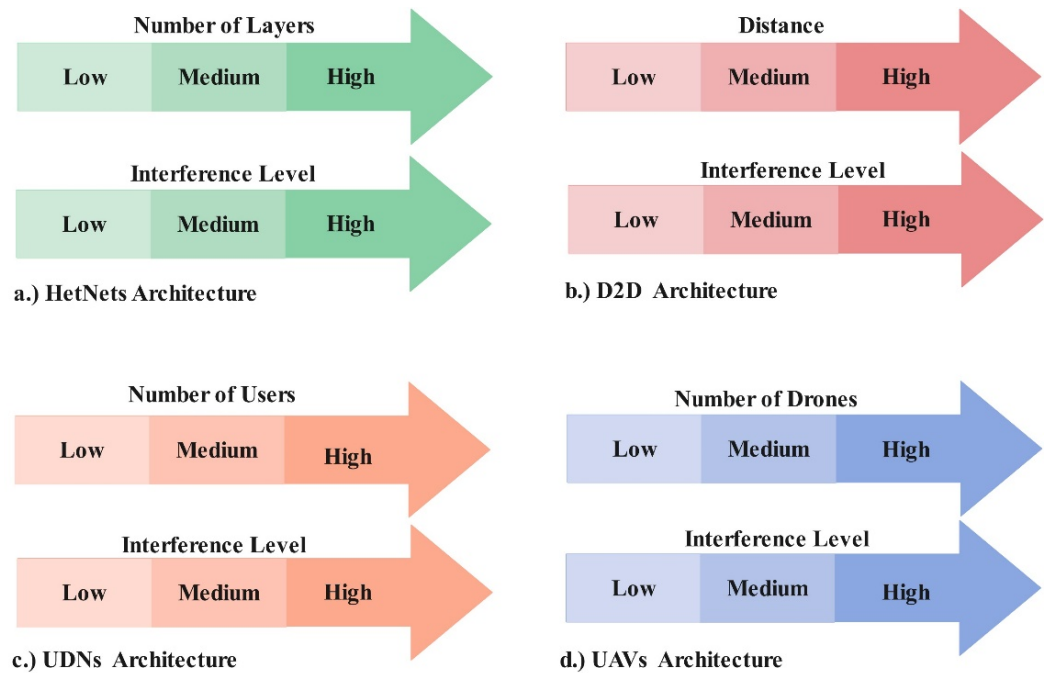 Number of Layers
Low Medium High
Interference Level
Low Medium High
a.) HetNets Architecture
Distance
Low Medium High
Interference Level
Low Medium High
b.) D2D Architecture
Number of Users
Low Medium High
Interference Level
Low Medium High
c.) UDNs Architecture
Number of Drones
Low Medium High
Interference Level
Low Medium High
d.) UAVs Architecture